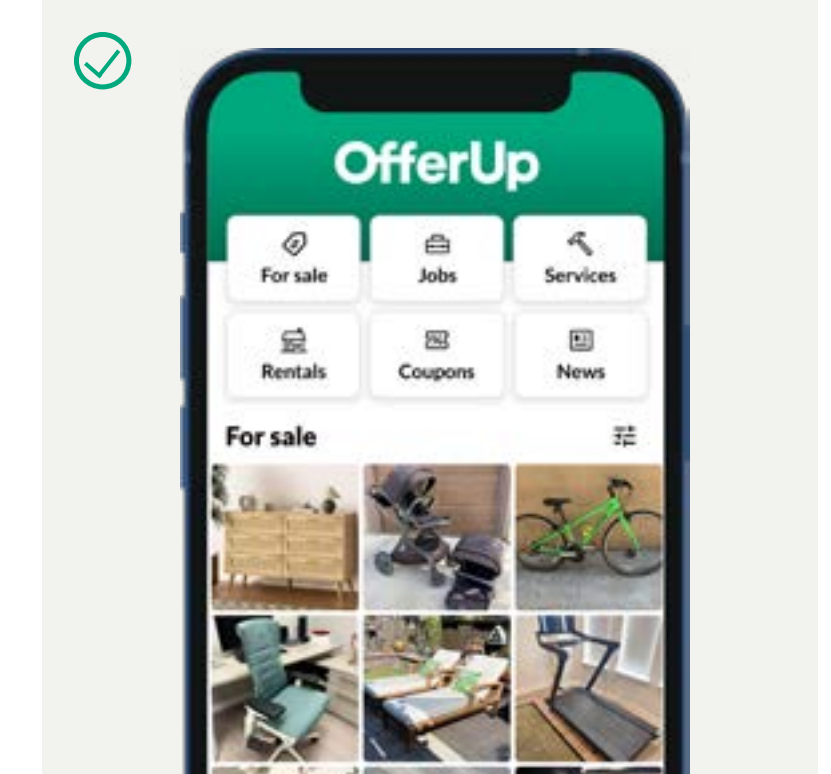 OfferUp
For sale
Jobs
Services
Rentals
Coupons
News
For sale